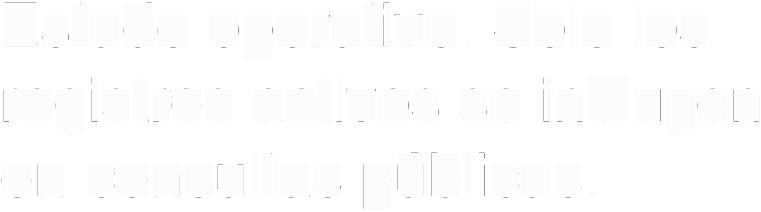 Estado operativo. Solo los
registros activos se incluyen
en consultas públicas.